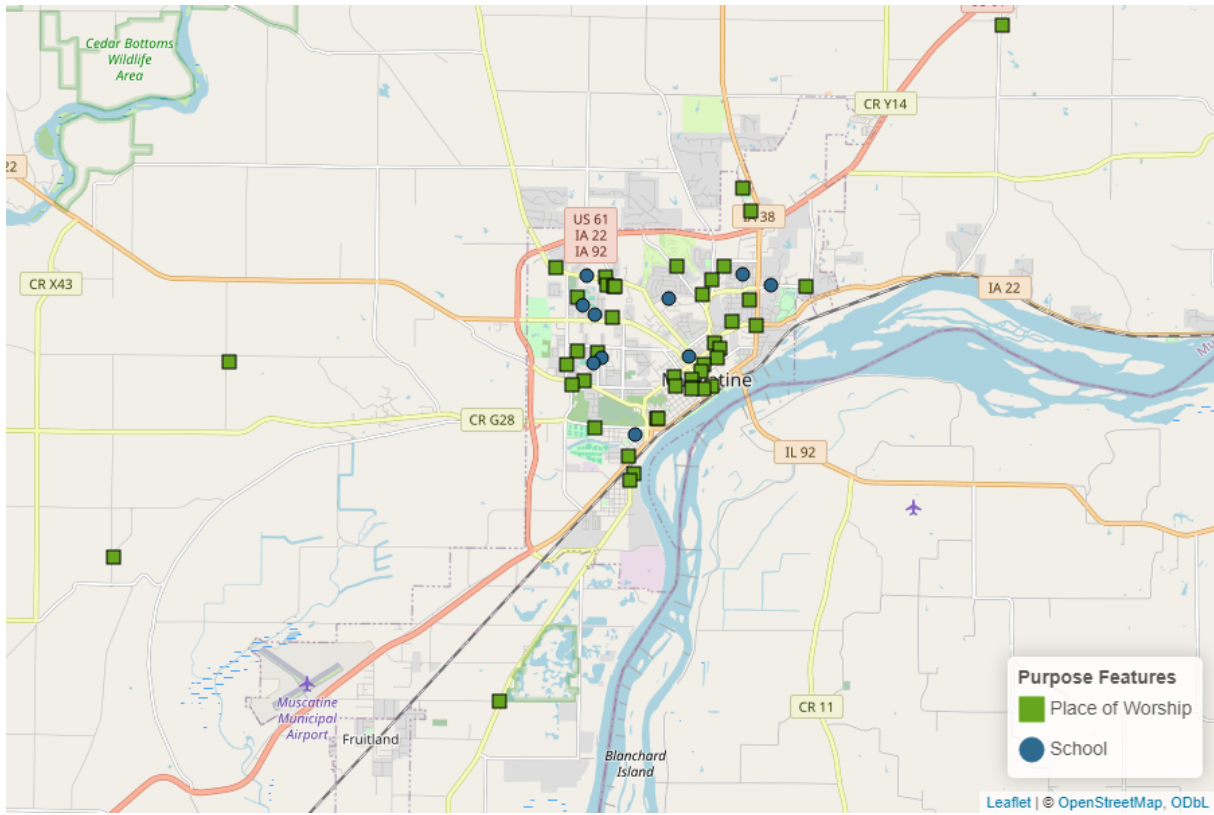 Cedar Bottoms
Wildlife
Area
CR Y14
22
US 61
IA 22
IA 92
IA 38
CR X43
IA 22
Muscatine
CR G28
IL 92
Muscatine
Municipal
Airport
Fruitland
CR 11
Blanchard
Island
Purpose Features
Place of Worship
School
Leaflet | © OpenStreetMap, ODbL